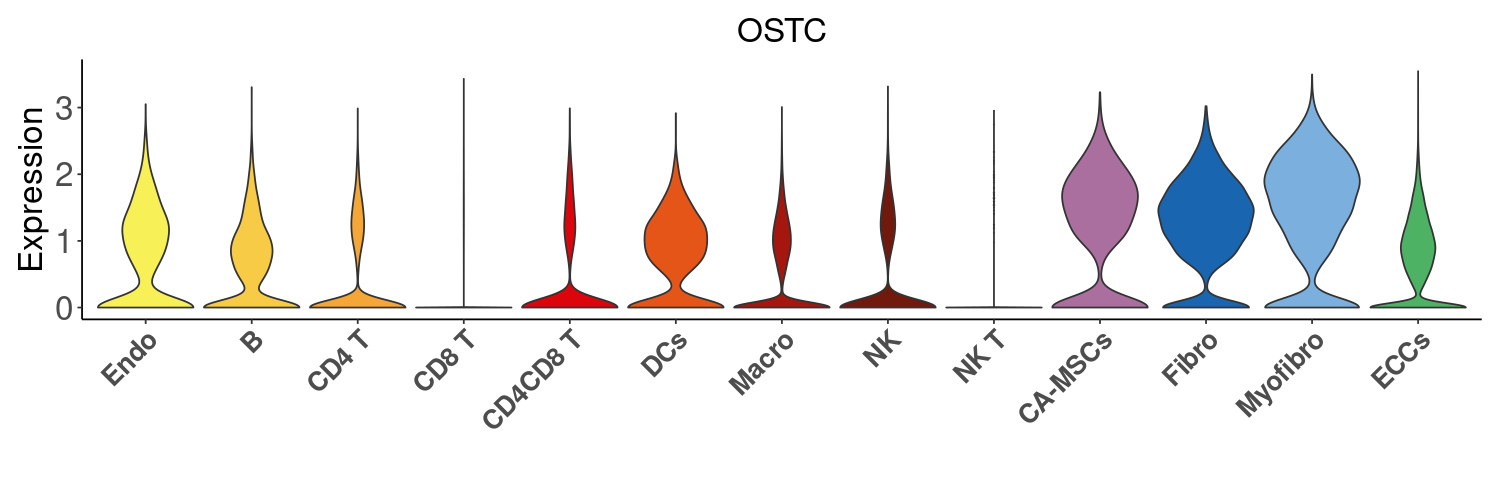 OSTC
Expression
3
2
1
0
Endo
B
CD4 T
CD8 T
CD4CD8 T
DCs
Macro
NK
NK T
CA-MSCs
Fibro
Myofibro
ECCs